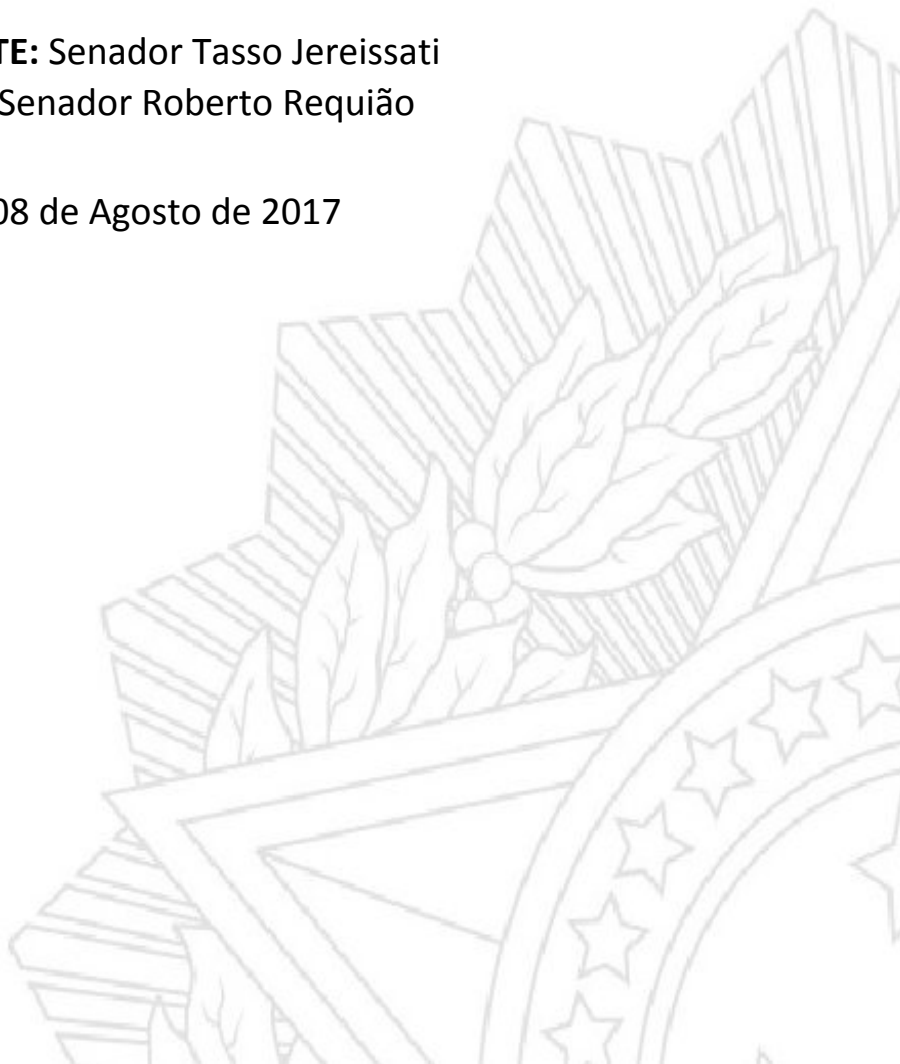 TE: Senador Tasso Jereissati
Senador Roberto Requião
08 de Agosto de 2017